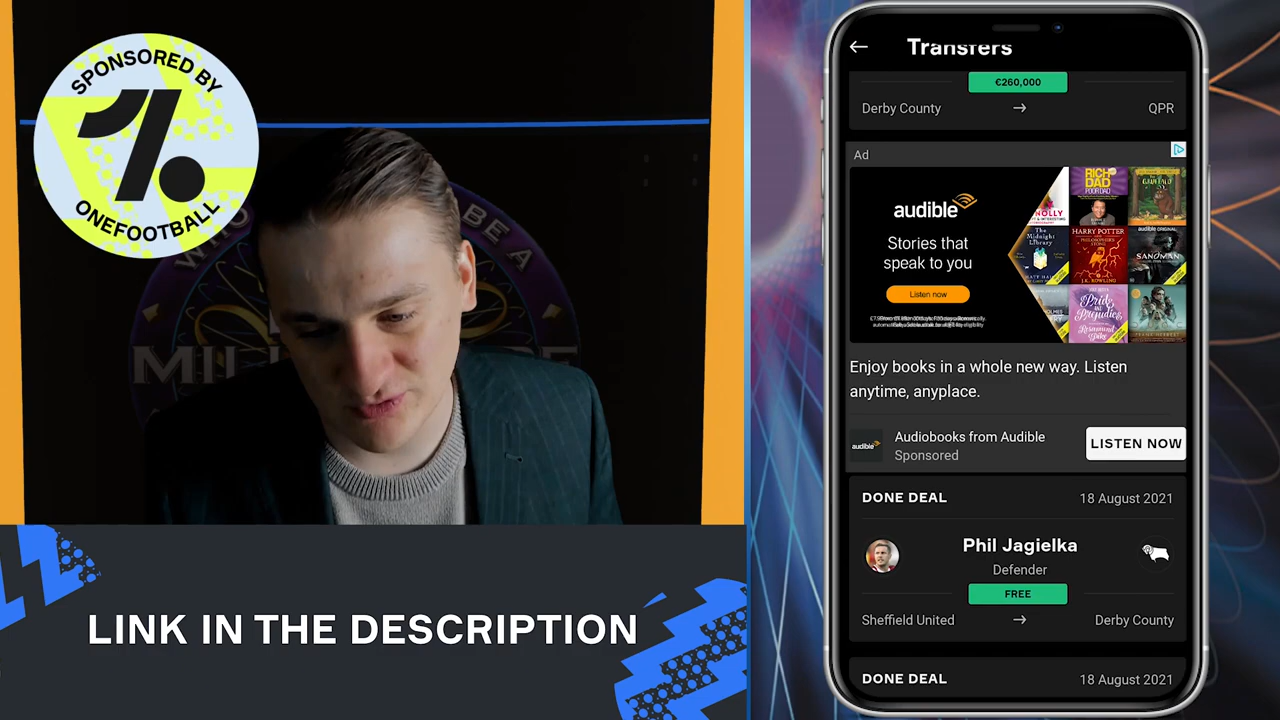 SPONSORED BY
ONEFOOTBALL
LINK IN THE DESCRIPTION
Transfers
€260,000
Derby County → QPR
Ad
audible
Stories that
speak to you
Listen now
RICH
DAD
POOR DAD
The
Midnight
Library
HARRY POTTER
audible ORIGINAL
SANDMAN
Pride
and
Prejudice
Enjoy books in a whole new way. Listen
anytime, anyplace.
audible
Audiobooks from Audible
Sponsored
LISTEN NOW
DONE DEAL 18 August 2021
Phil Jagielka
Defender
FREE
Sheffield United → Derby County
DONE DEAL 18 August 2021